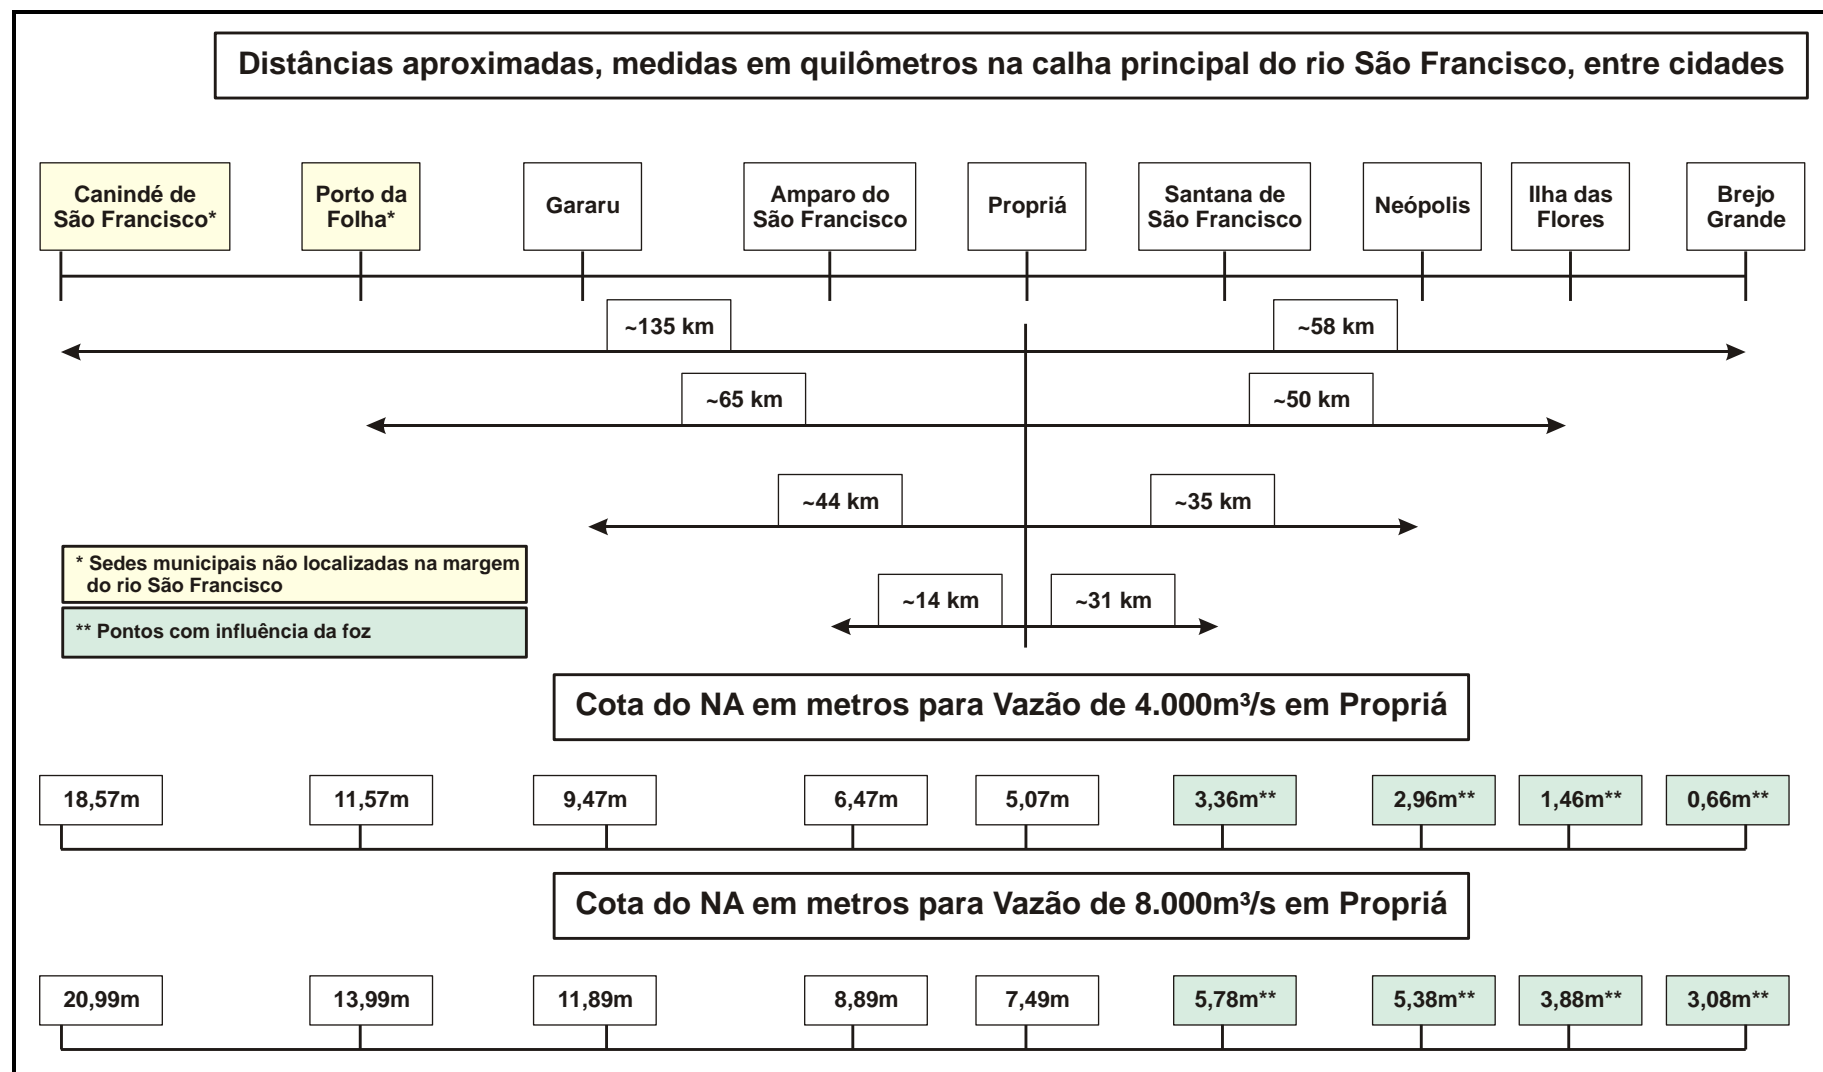 Distâncias aproximadas, medidas em quilômetros na calha principal do rio São Francisco, entre cidades
Canindé de
São Francisco*
Porto da
Folha*
Gararu
Amparo do
São Francisco
Propriá
Santana de
São Francisco
Neópolis
Ilha das
Flores
Brejo
Grande
~135 km
~58 km
~65 km
~50 km
~44 km
~35 km
* Sedes municipais não localizadas na margem
do rio São Francisco
~14 km
~31 km
** Pontos com influência da foz
Cota do NA em metros para Vazão de 4.000m³/s em Propriá
18,57m
11,57m
9,47m
6,47m
5,07m
3,36m**
2,96m**
1,46m**
0,66m**
Cota do NA em metros para Vazão de 8.000m³/s em Propriá
20,99m
13,99m
11,89m
8,89m
7,49m
5,78m**
5,38m**
3,88m**
3,08m**